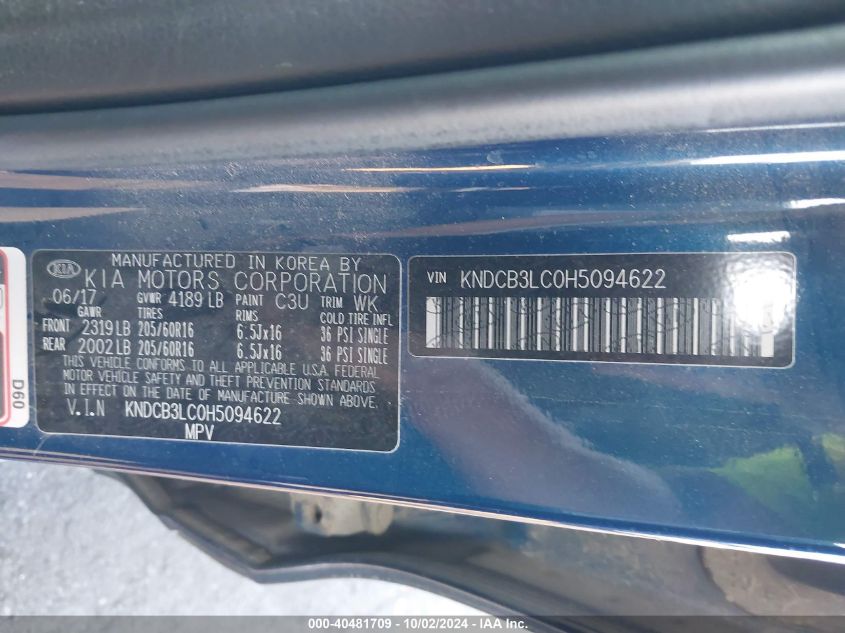 MANUFACTURED IN KOREA BY
KIA KIA MOTORS CORPORATION
06/17 GVWR 4189 LB PAINT C3U TRIM WK
GAWR TIRES RIMS COLD TIRE INFL
FRONT 2319 LB 205/60R16 6.5Jx16 36 PSI SINGLE
REAR 2002 LB 205/60R16 6.5Jx16 36 PSI SINGLE
THIS VEHICLE CONFORMS TO ALL APPLICABLE U.S.A. FEDERAL
MOTOR VEHICLE SAFETY AND THEFT PREVENTION STANDARDS
IN EFFECT ON THE DATE OF MANUFACTURE SHOWN ABOVE.
V.I.N KNDCB3LC0H5094622
MPV
VIN KNDCB3LC0H5094622
D60
000-40481709 - 10/02/2024 - WWW.IAAI.COM